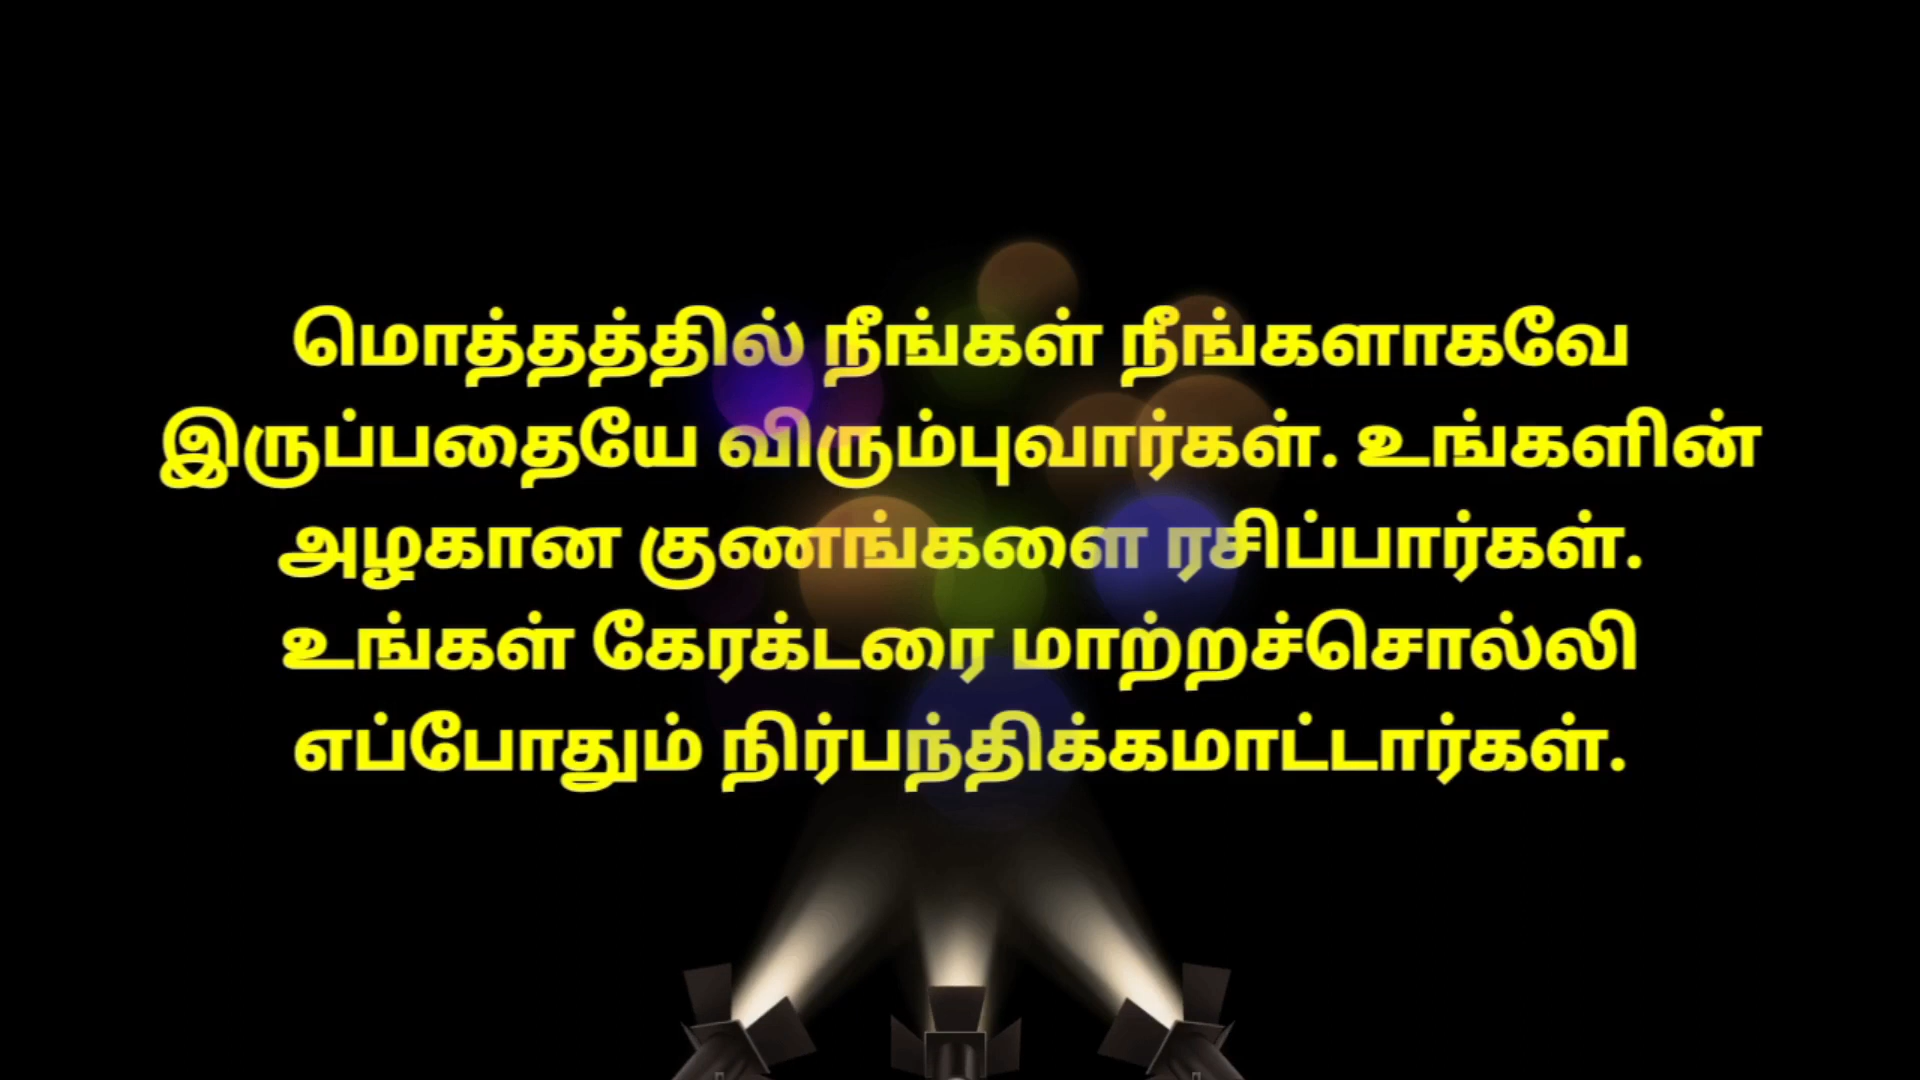 மொத்தத்தில் நீங்கள் நீங்களாகவே
இருப்பதையே விரும்புவார்கள். உங்களின்
அழகான குணங்களை ரசிப்பார்கள்.
உங்கள் கேரக்டரை மாற்றச்சொல்லி
எப்போதும் நிர்பந்திக்கமாட்டார்கள்.